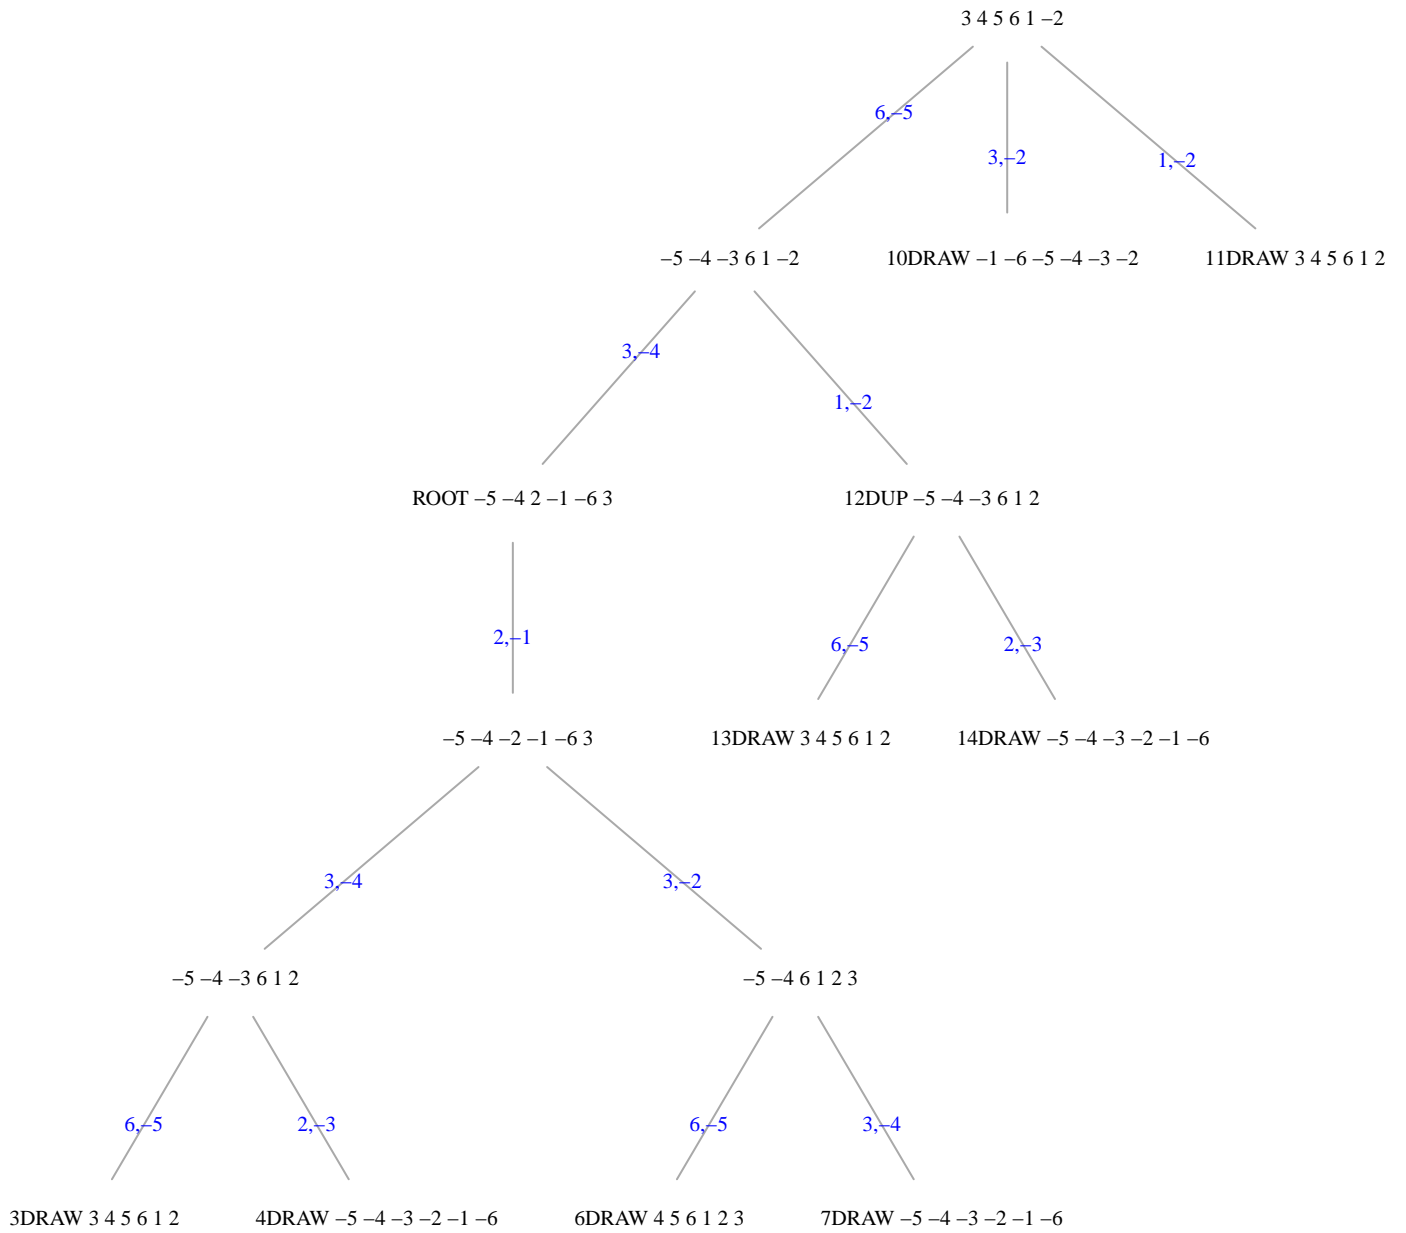 3 4 5 6 1 –2
6,–5
3,–2
1,–2
–5 –4 –3 6 1 –2
10DRAW –1 –6 –5 –4 –3 –2
11DRAW 3 4 5 6 1 2
3,–4
1,–2
ROOT –5 –4 2 –1 –6 3
12DUP –5 –4 –3 6 1 2
2,–1
6,–5
2,–3
–5 –4 –2 –1 –6 3
13DRAW 3 4 5 6 1 2
14DRAW –5 –4 –3 –2 –1 –6
3,–4
3,–2
–5 –4 –3 6 1 2
–5 –4 6 1 2 3
6,–5
2,–3
6,–5
3,–4
3DRAW 3 4 5 6 1 2
4DRAW –5 –4 –3 –2 –1 –6
6DRAW 4 5 6 1 2 3
7DRAW –5 –4 –3 –2 –1 –6